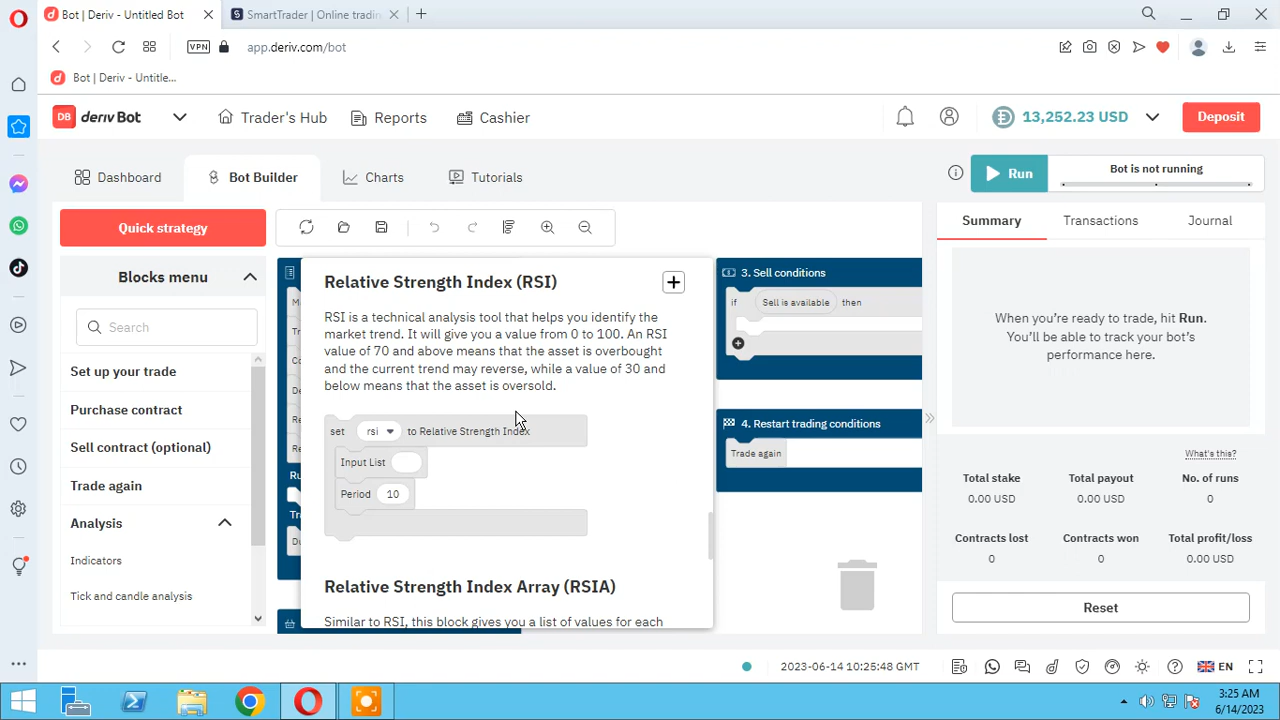 Bot | Deriv - Untitled Bot
SmartTrader | Online tradin
VPN
app.deriv.com/bot
Bot | Deriv - Untitle...
DB deriv Bot
Trader's Hub
Reports
Cashier
13,252.23 USD
Deposit
Dashboard
Bot Builder
Charts
Tutorials
Run
Bot is not running
Quick strategy
Summary
Transactions
Journal
Blocks menu
Search
Set up your trade
Purchase contract
Sell contract (optional)
Trade again
Analysis
Indicators
Tick and candle analysis
Relative Strength Index (RSI)
RSI is a technical analysis tool that helps you identify the
market trend. It will give you a value from 0 to 100. An RSI
value of 70 and above means that the asset is overbought
and the current trend may reverse, while a value of 30 and
below means that the asset is oversold.
set rsi to Relative Strength Index
Input List
Period 10
Relative Strength Index Array (RSIA)
Similar to RSI, this block gives you a list of values for each
3. Sell conditions
if Sell is available then
4. Restart trading conditions
Trade again
When you're ready to trade, hit Run.
You'll be able to track your bot's
performance here.
What's this?
Total stake
Total payout
No. of runs
0.00 USD
0.00 USD
0
Contracts lost
Contracts won
Total profit/loss
0
0
0.00 USD
Reset
2023-06-14 10:25:48 GMT
EN
3:25 AM
6/14/2023